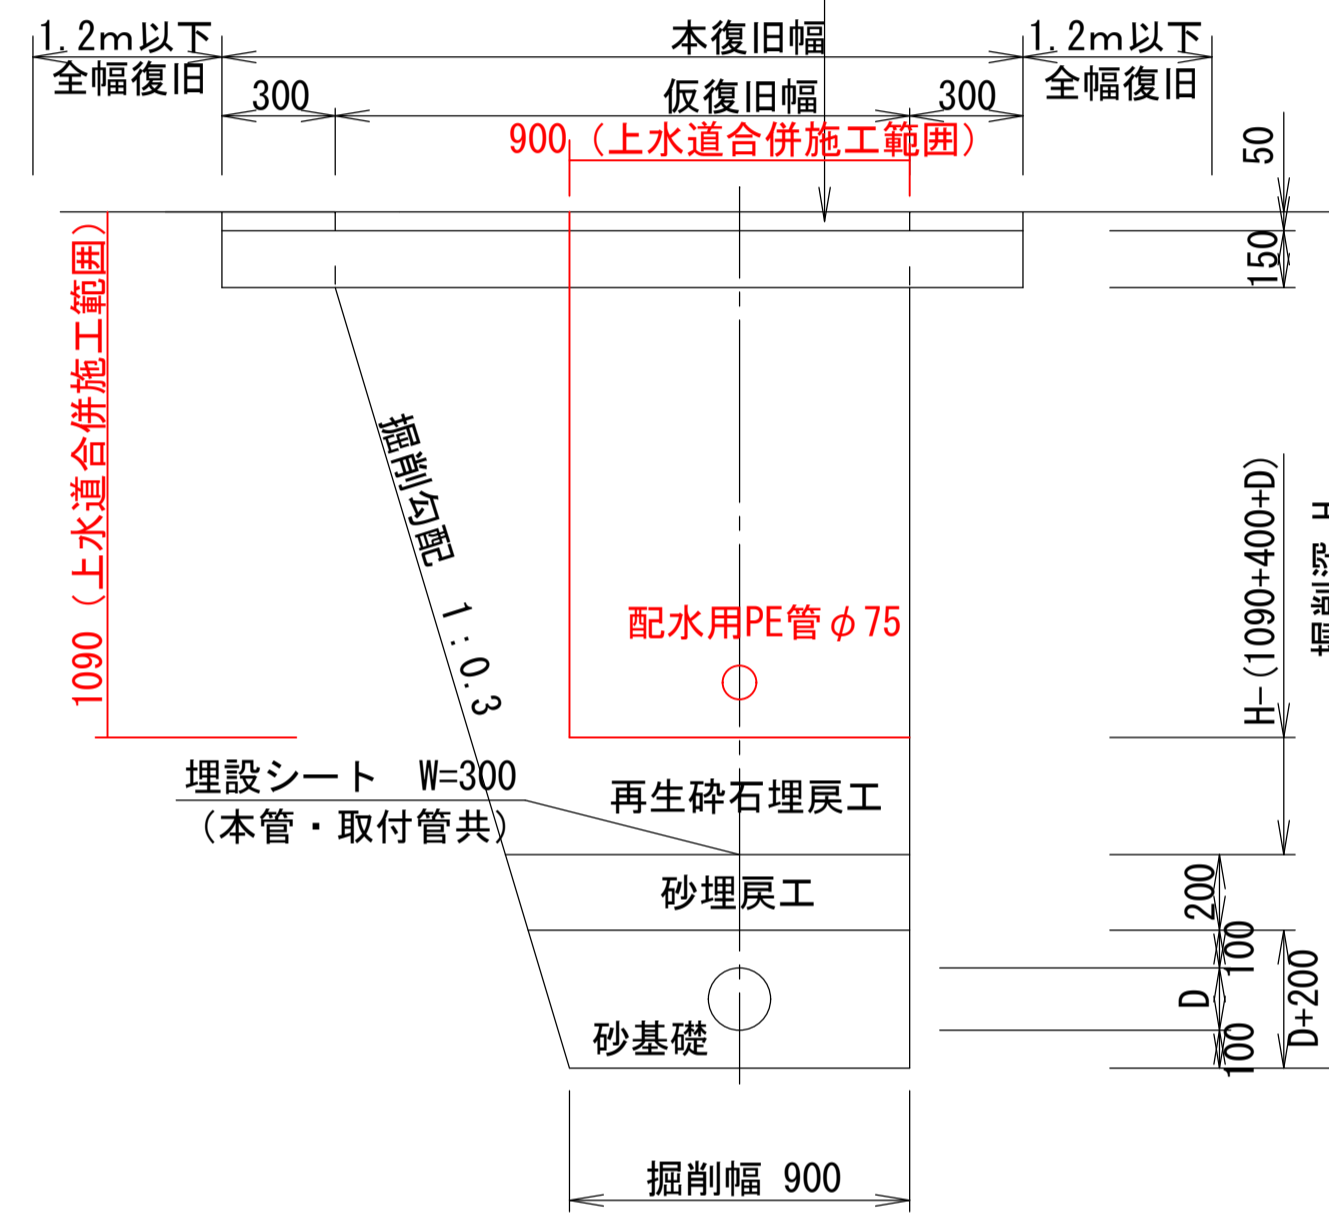 1.2m以下
本復旧幅
1.2m以下
全幅復旧
全幅復旧
300
仮復旧幅
300
900（上水道合併施工範囲）
50
150
1090（上水道合併施工範囲）
掘削勾配 1:0.3
H-(1090+400+D)
配水用PE管φ75
埋設シート W=300
（本管・取付管共）
再生砕石埋戻工
砂埋戻工
200
100
D
100
D+200
砂基礎
掘削幅 900